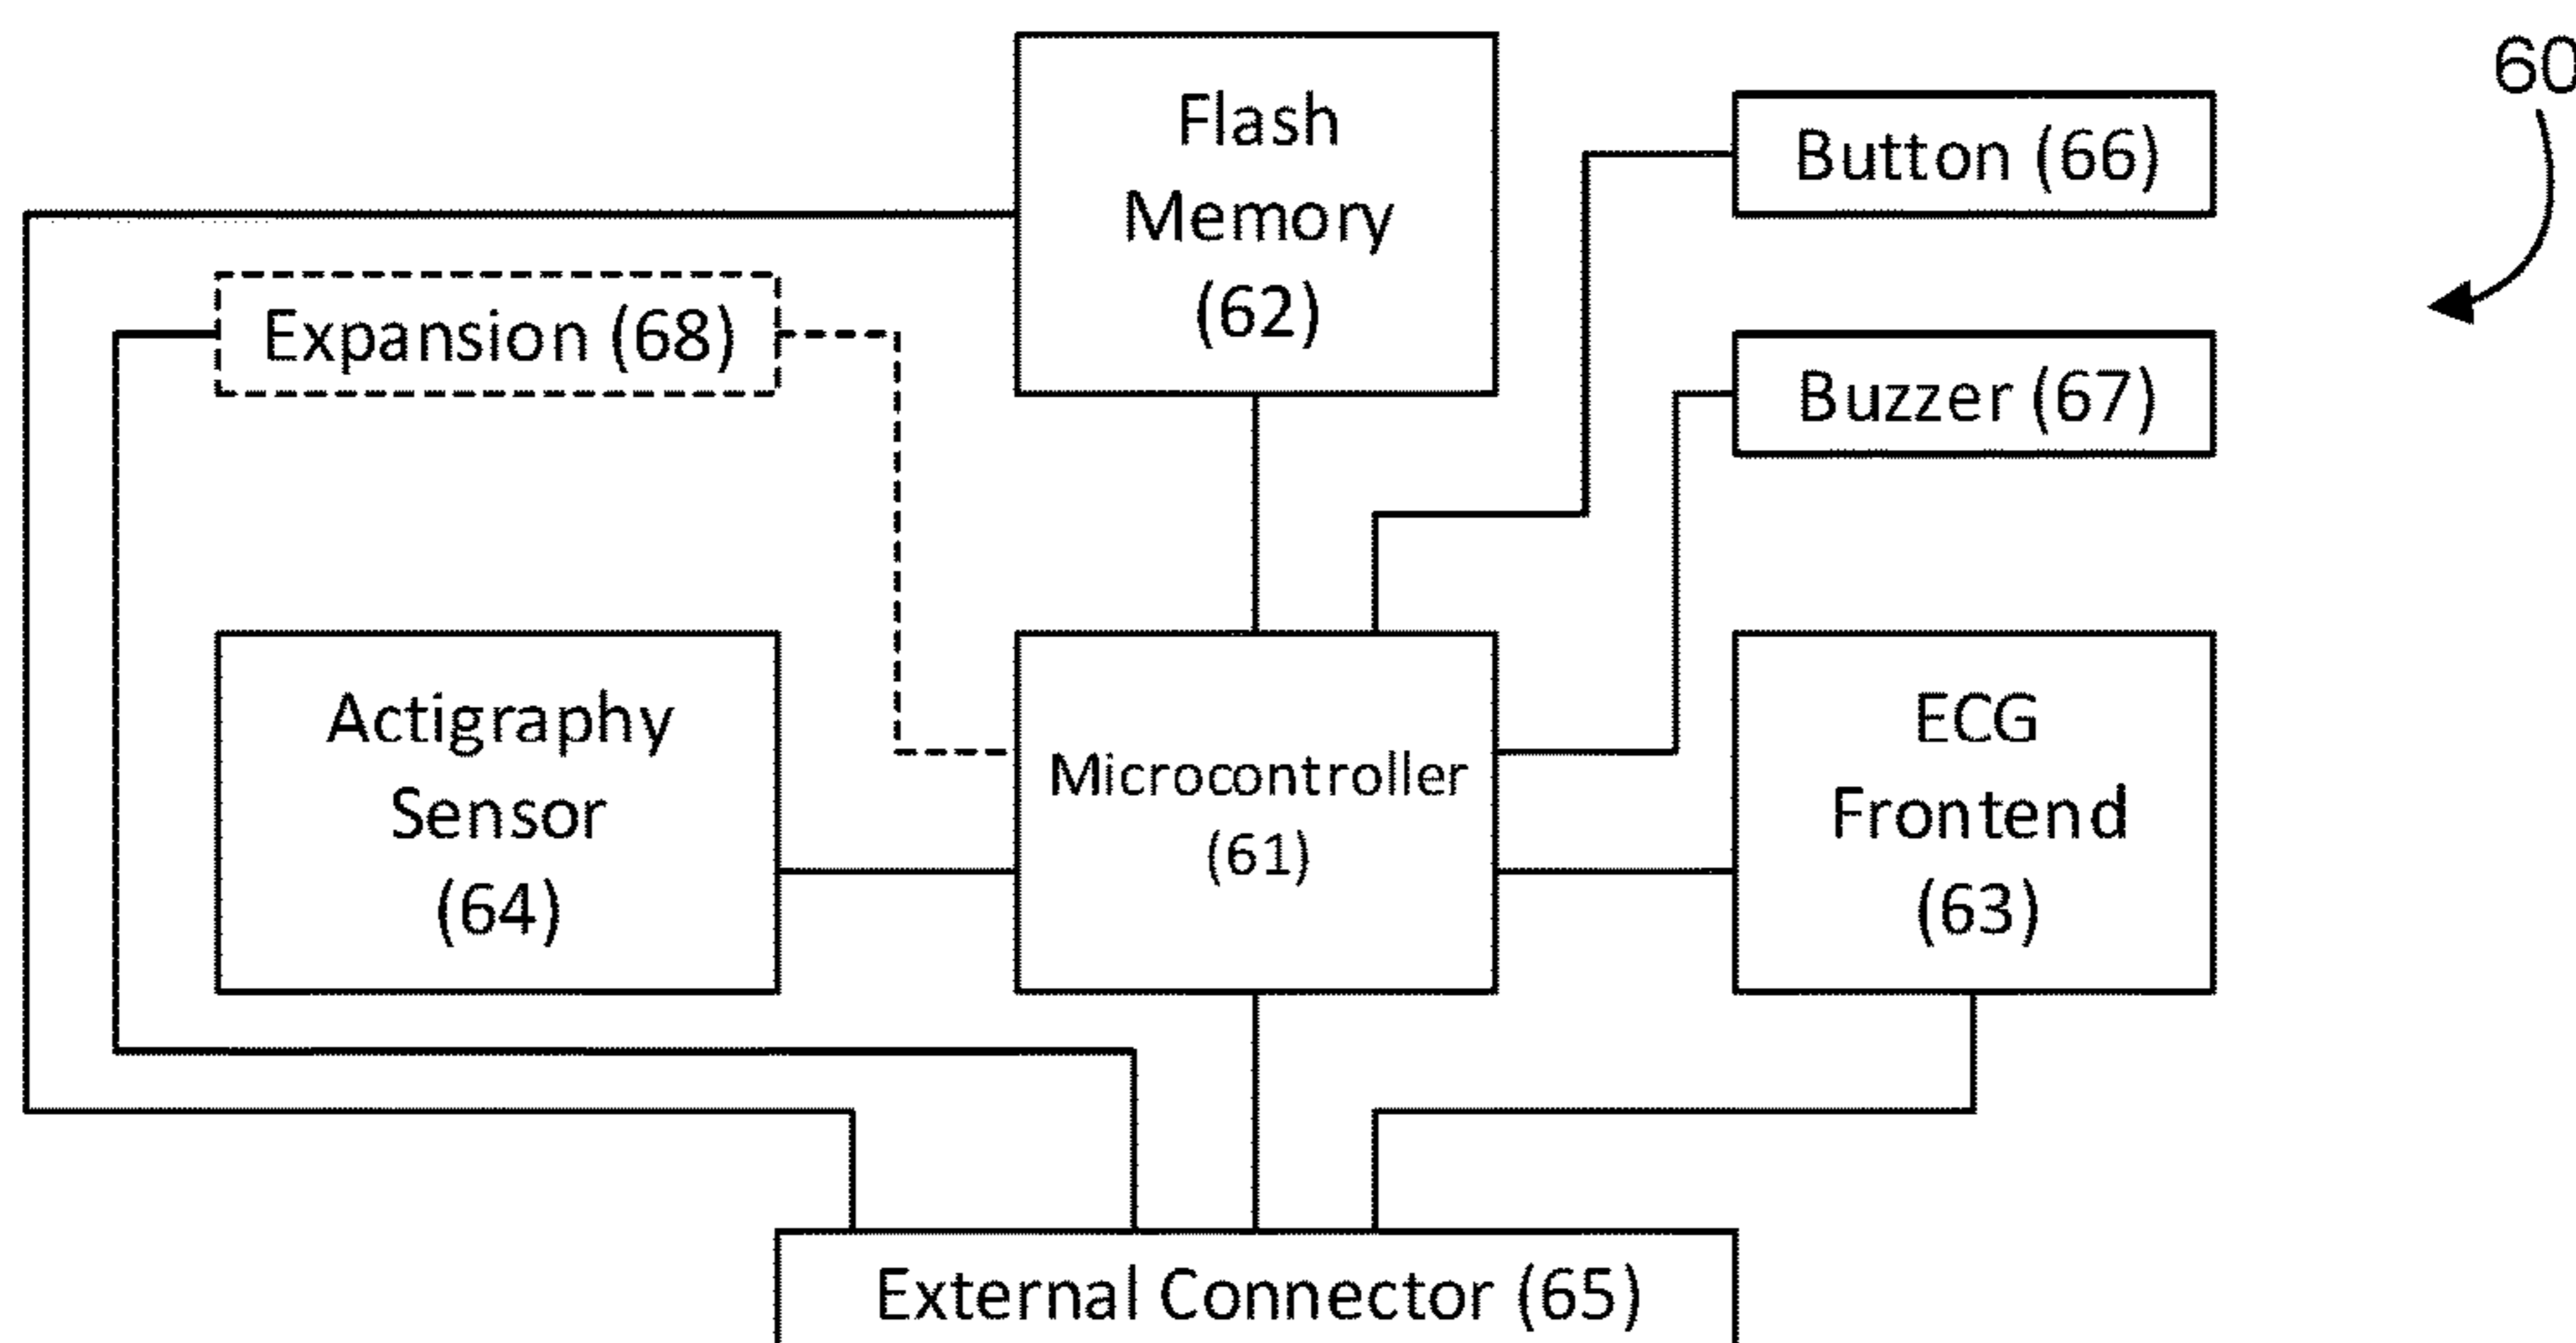 60
Flash
Memory
(62)
Button (66)
Expansion (68)
Buzzer (67)
Actigraphy
Sensor
(64)
Microcontroller
(61)
ECG
Frontend
(63)
External Connector (65)